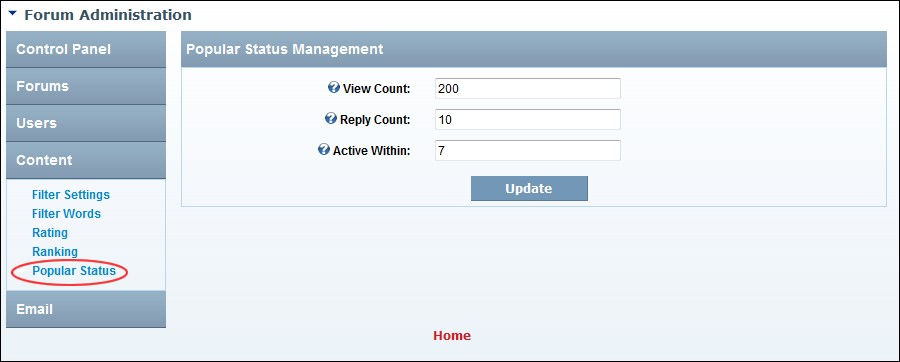 Forum Administration
Control Panel
Forums
Users
Content
Filter Settings
Filter Words
Rating
Ranking
Popular Status
Email
Popular Status Management
View Count: 200
Reply Count: 10
Active Within: 7
Update
Home